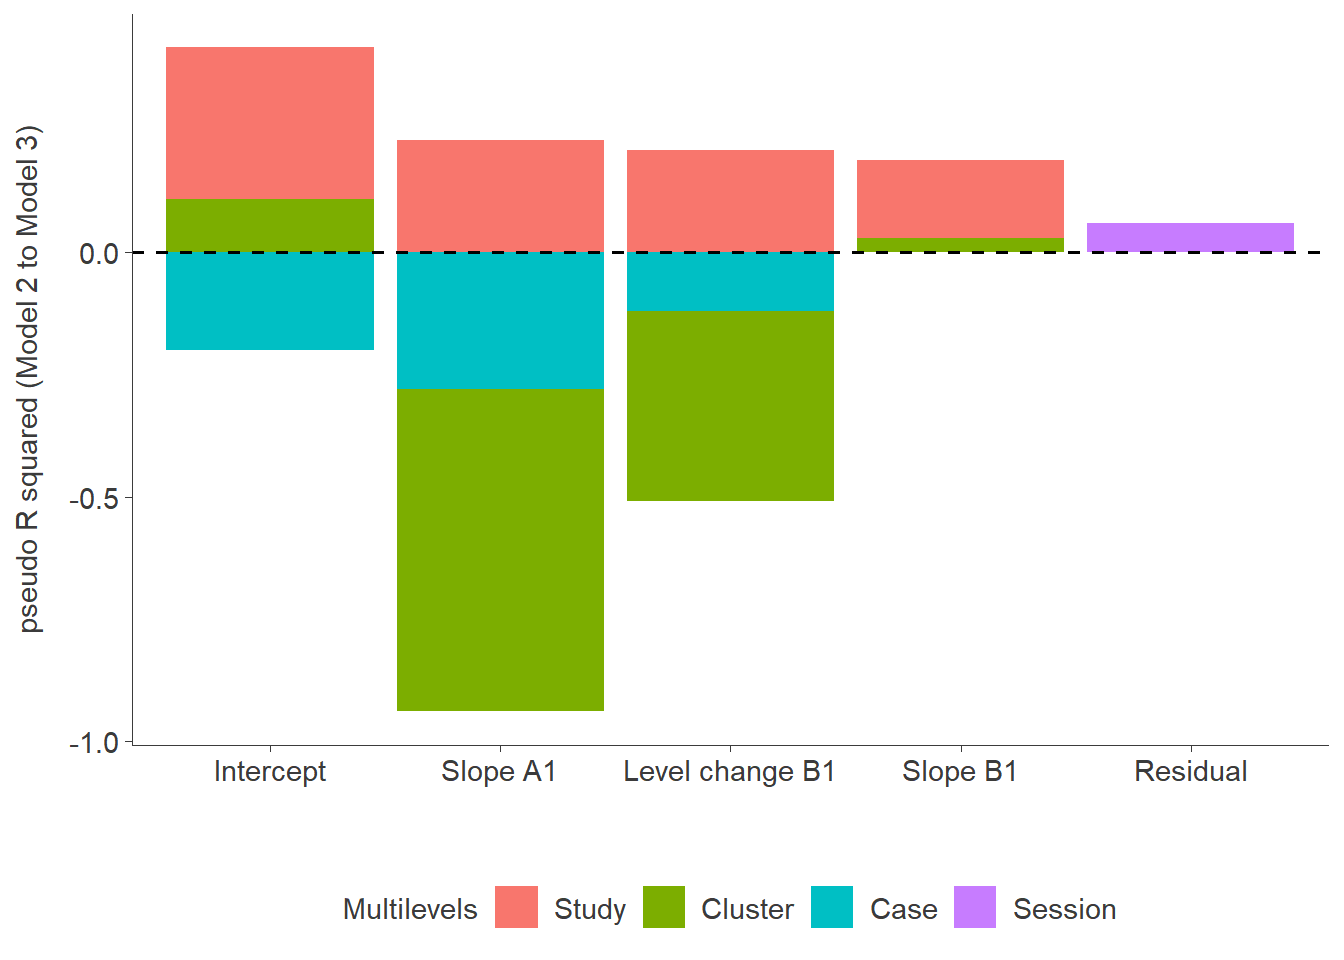 pseudo R squared (Model 2 to Model 3)
0.0
-0.5
-1.0
Intercept
Slope A1
Level change B1
Slope B1
Residual
Multilevels
Study
Cluster
Case
Session